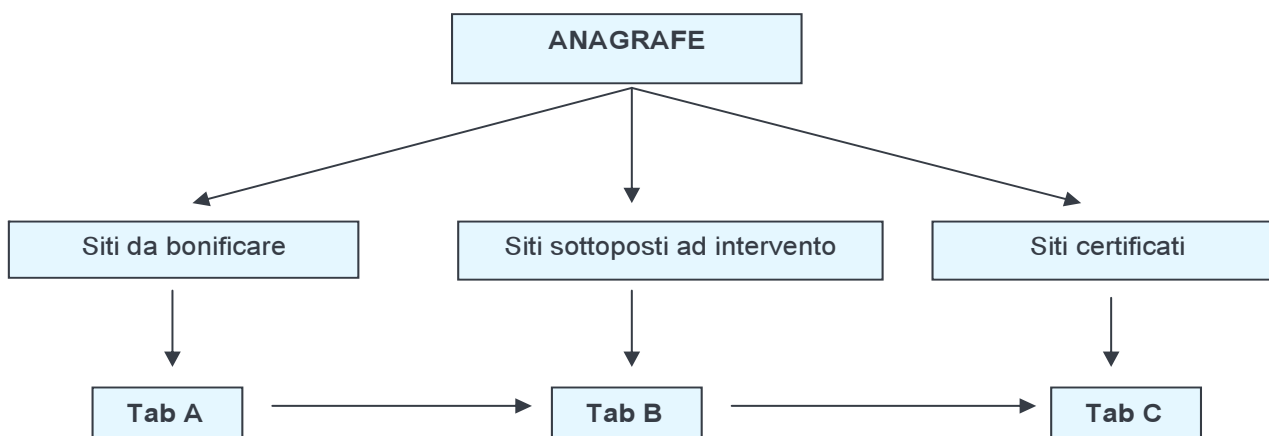 ANAGRAFE
Siti da bonificare
Siti sottoposti ad intervento
Siti certificati
Tab A
Tab B
Tab C